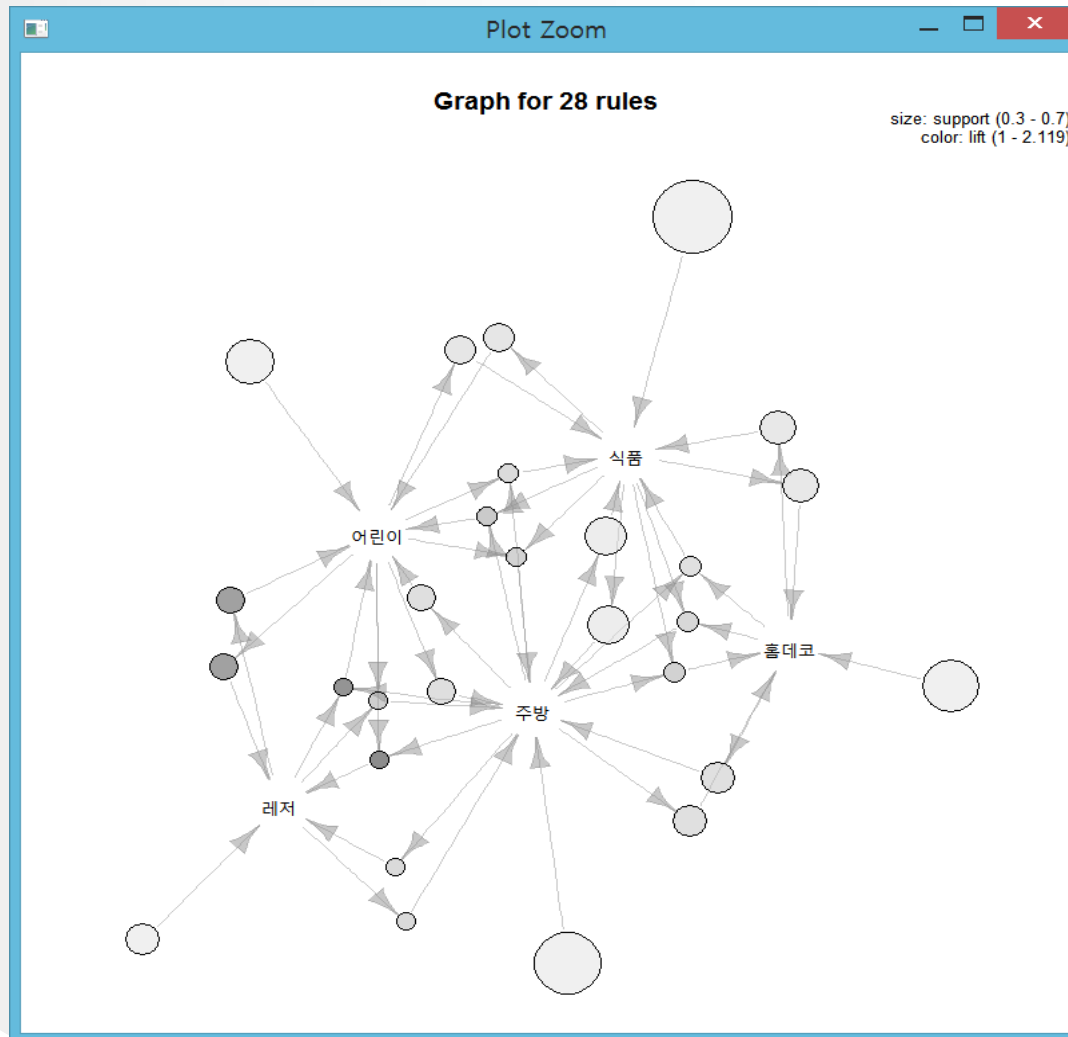 Plot Zoom
Graph for 28 rules
size: support (0.3 - 0.7)
color: lift (1 - 2.119)
식품
어린이
홈데코
주방
레저